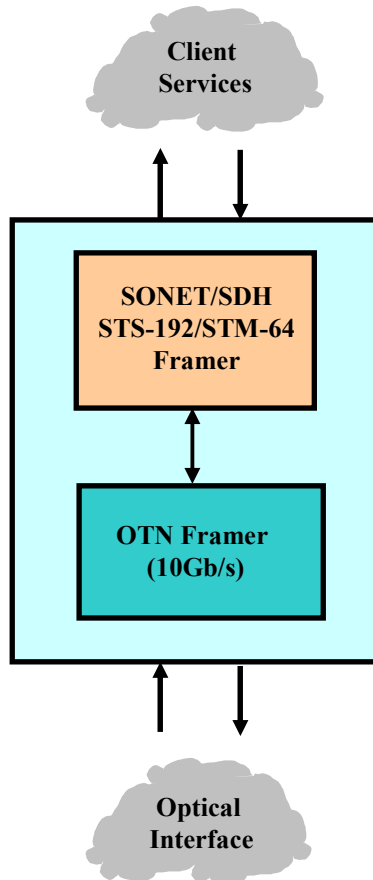 Client
Services
SONET/SDH
STS-192/STM-64
Framer
OTN Framer
(10Gb/s)
Optical
Interface